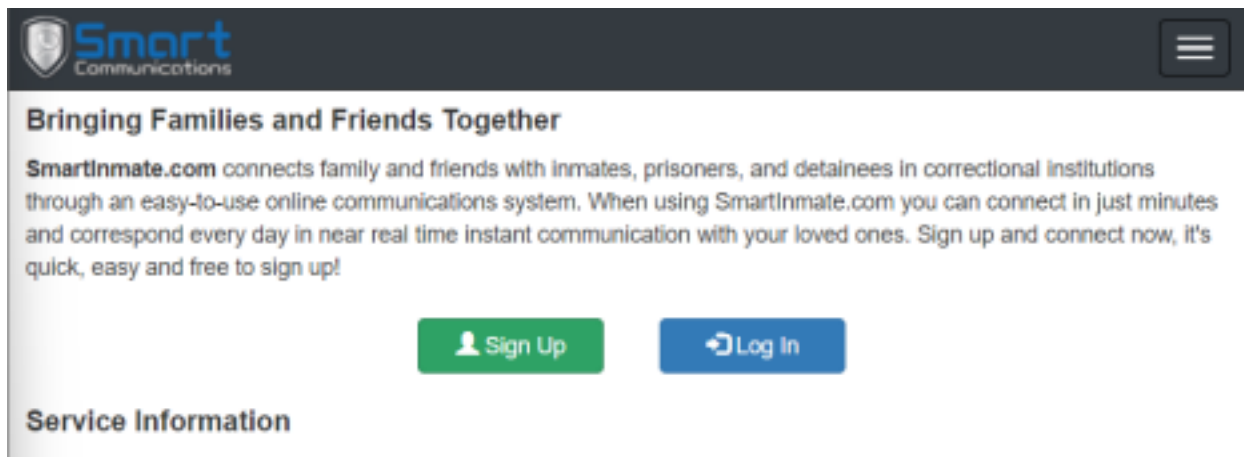 Smart
Communications
Bringing Families and Friends Together
SmartInmate.com connects family and friends with inmates, prisoners, and detainees in correctional institutions
through an easy-to-use online communications system. When using SmartInmate.com you can connect in just minutes
and correspond every day in near real time instant communication with your loved ones. Sign up and connect now, it's
quick, easy and free to sign up!
Sign Up
Log In
Service Information